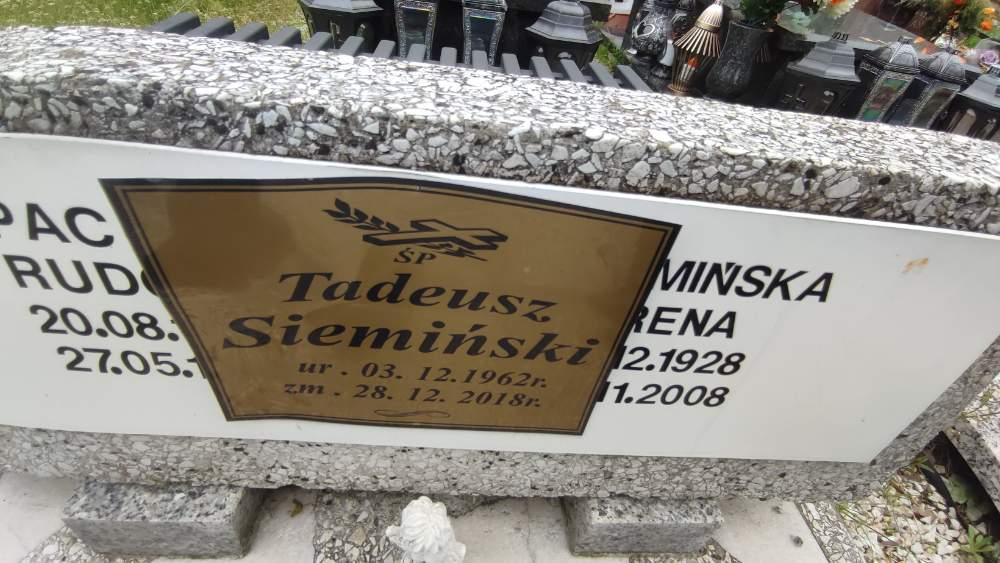 PAC
RUDO
20.08.
27.05.1
ŚP
Tadeusz
Siemiński
ur . 03. 12.1962r.
zm . 28. 12. 2018r.
MIŃSKA
RENA
12.1928
11.2008